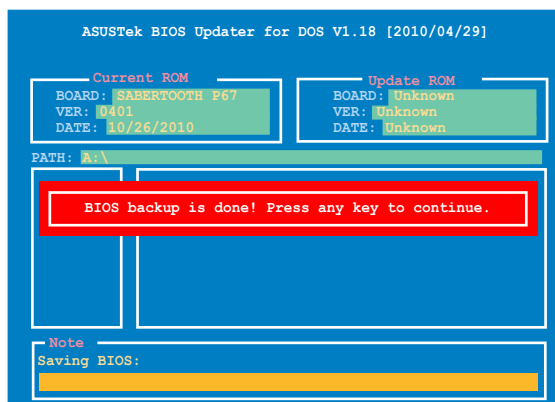 ASUSTek BIOS Updater for DOS V1.18 [2010/04/29]
Current ROM
BOARD: SABERTOOTH P67
VER: 0401
DATE: 10/26/2010
Update ROM
BOARD: Unknown
VER: Unknown
DATE: Unknown
PATH: A:\
BIOS backup is done! Press any key to continue.
Note
Saving BIOS: